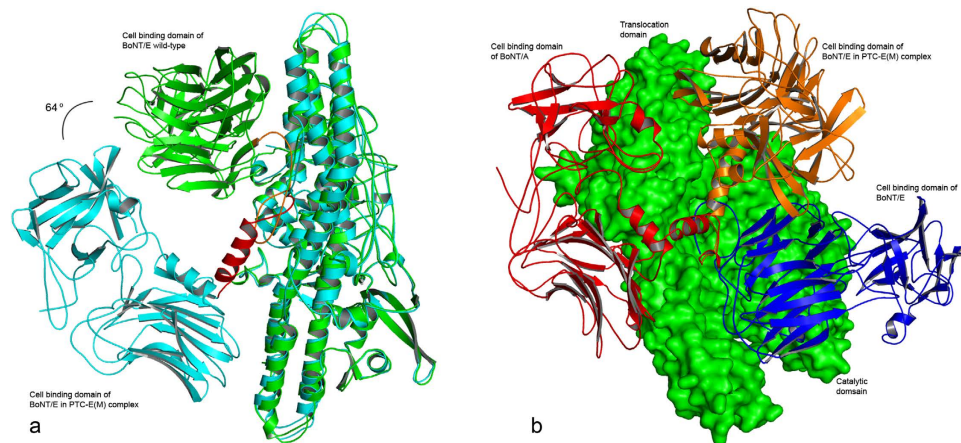 Cell binding domain of
BoNT/E wild-type
64 o
Cell binding domain of
BoNT/E in PTC-E(M) complex
a
Translocation
domain
Cell binding domain
of BoNT/A
Cell binding domain of
BoNT/E in PTC-E(M) complex
Cell binding domain of
BoNT/E
Catalytic
domsain
b